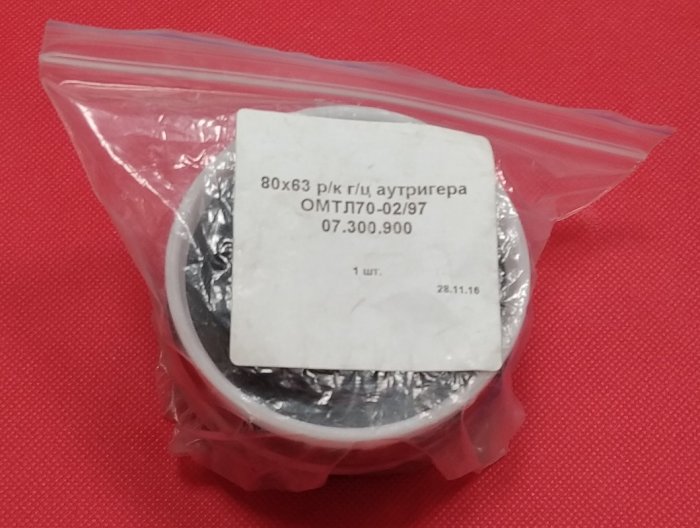 80х63 р/к г/ц аутригера
ОМТЛ70-02/97
07.300.900
1 шт.
28.11.16